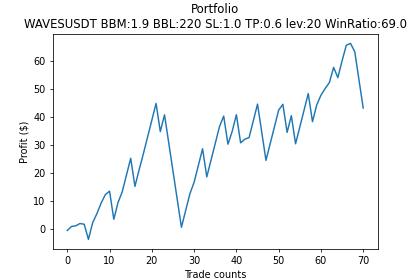 Portfolio
WAVESUSDT BBM:1.9 BBL:220 SL:1.0 TP:0.6 lev:20 WinRatio:69.0
60
50
40
30
20
10
0
Profit ($)
0 10 20 30 40 50 60 70
Trade counts